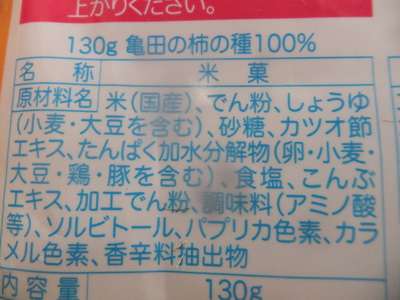 上がりください。
130g 亀田の柿の種100%
名 称 米 菓
原材料名 米(国産)、でん粉、しょうゆ
(小麦・大豆を含む)、砂糖、カツオ節
エキス、たんぱく加水分解物(卵・小麦・
大豆・鶏・豚を含む)、食塩、こんぶ
エキス、加工でん粉、調味料(アミノ酸
等)、ソルビトール、パプリカ色素、カラ
メル色素、香辛料抽出物
内 容 量 130g